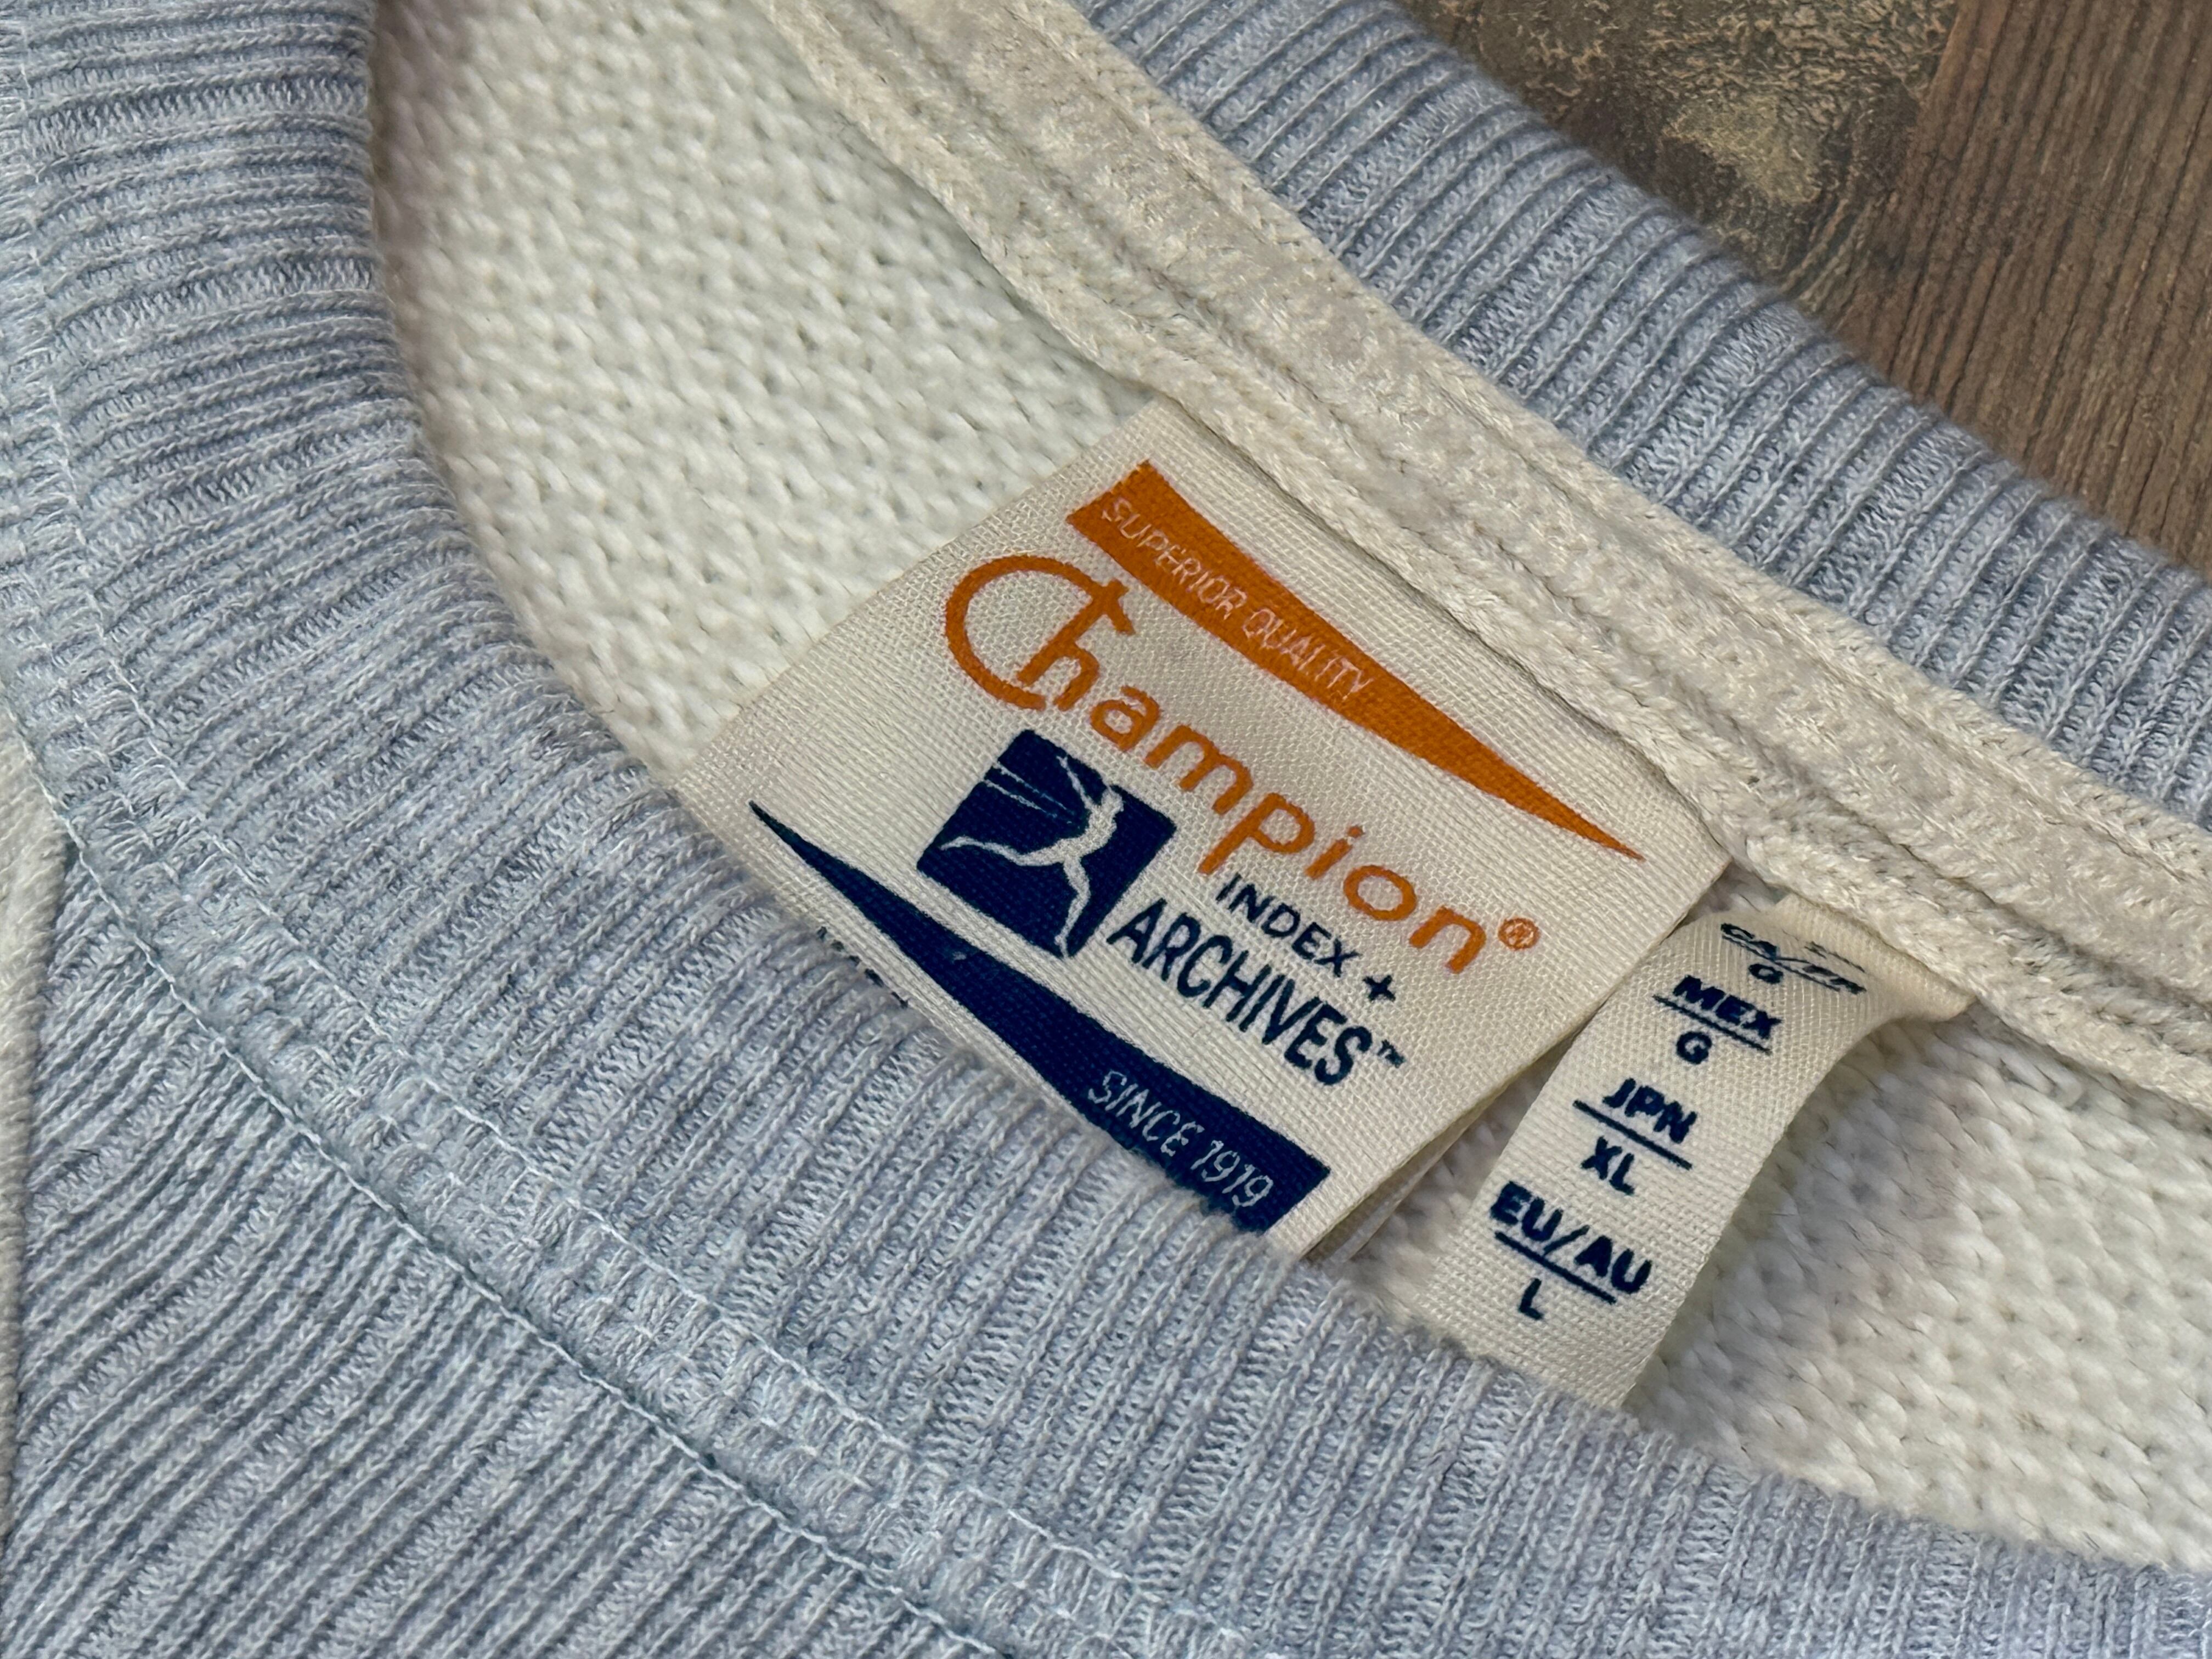 SUPERIOR QUALITY
Champion®
INDEX +
ARCHIVES™
SINCE 1919
G
MEX
G
JPN
XL
EU/AU
L